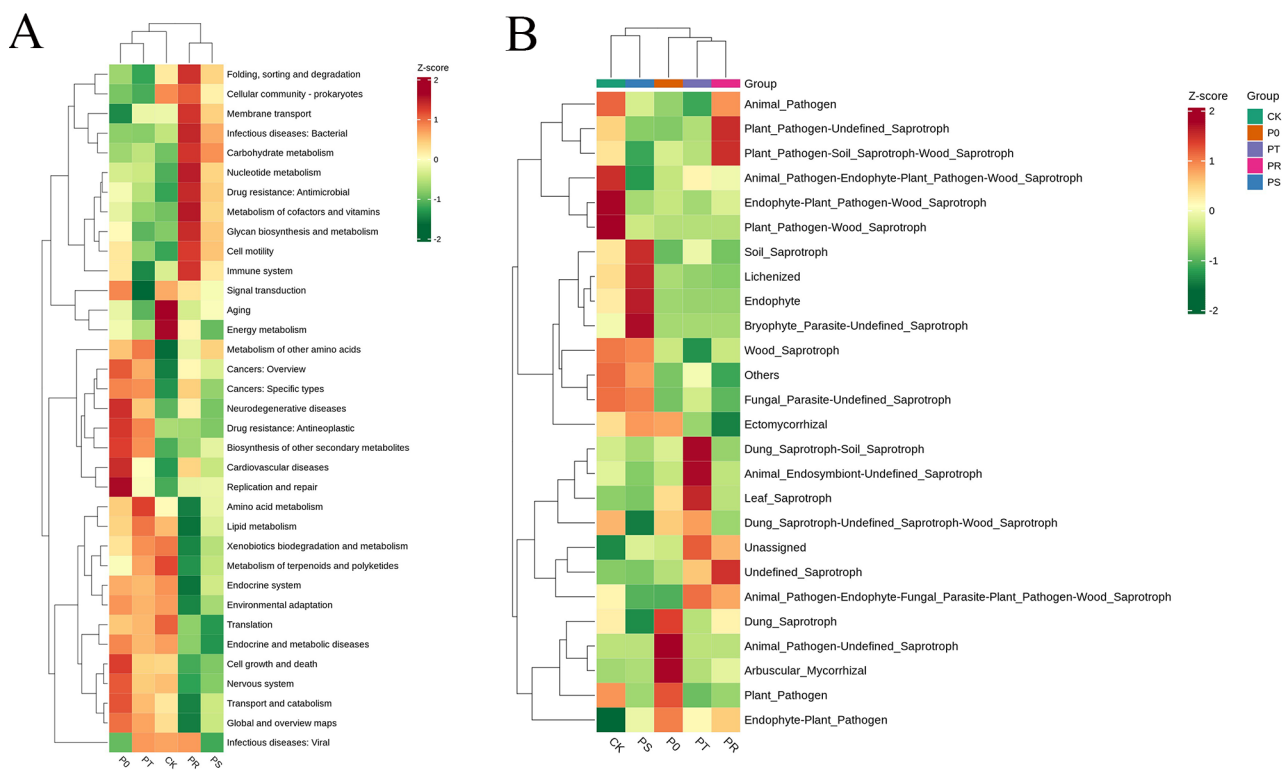 A
Z-score
2
1
0
-1
-2
Folding, sorting and degradation
Cellular community - prokaryotes
Membrane transport
Infectious diseases: Bacterial
Carbohydrate metabolism
Nucleotide metabolism
Drug resistance: Antimicrobial
Metabolism of cofactors and vitamins
Glycan biosynthesis and metabolism
Cell motility
Immune system
Signal transduction
Aging
Energy metabolism
Metabolism of other amino acids
Cancers: Overview
Cancers: Specific types
Neurodegenerative diseases
Drug resistance: Antineoplastic
Biosynthesis of other secondary metabolites
Cardiovascular diseases
Replication and repair
Amino acid metabolism
Lipid metabolism
Xenobiotics biodegradation and metabolism
Metabolism of terpenoids and polyketides
Endocrine system
Environmental adaptation
Translation
Endocrine and metabolic diseases
Cell growth and death
Nervous system
Transport and catabolism
Global and overview maps
Infectious diseases: Viral
P0 PT CK PR PS
B
Group
Animal_Pathogen
Plant_Pathogen-Undefined_Saprotroph
Plant_Pathogen-Soil_Saprotroph-Wood_Saprotroph
Animal_Pathogen-Endophyte-Plant_Pathogen-Wood_Saprotroph
Endophyte-Plant_Pathogen-Wood_Saprotroph
Plant_Pathogen-Wood_Saprotroph
Soil_Saprotroph
Lichenized
Endophyte
Bryophyte_Parasite-Undefined_Saprotroph
Wood_Saprotroph
Others
Fungal_Parasite-Undefined_Saprotroph
Ectomycorrhizal
Dung_Saprotroph-Soil_Saprotroph
Animal_Endosymbiont-Undefined_Saprotroph
Leaf_Saprotroph
Dung_Saprotroph-Undefined_Saprotroph-Wood_Saprotroph
Unassigned
Undefined_Saprotroph
Animal_Pathogen-Endophyte-Fungal_Parasite-Plant_Pathogen-Wood_Saprotroph
Dung_Saprotroph
Animal_Pathogen-Undefined_Saprotroph
Arbuscular_Mycorrhizal
Plant_Pathogen
Endophyte-Plant_Pathogen
CK PS P0 PT PR
Z-score
2
1
0
-1
-2
Group
CK
P0
PT
PR
PS